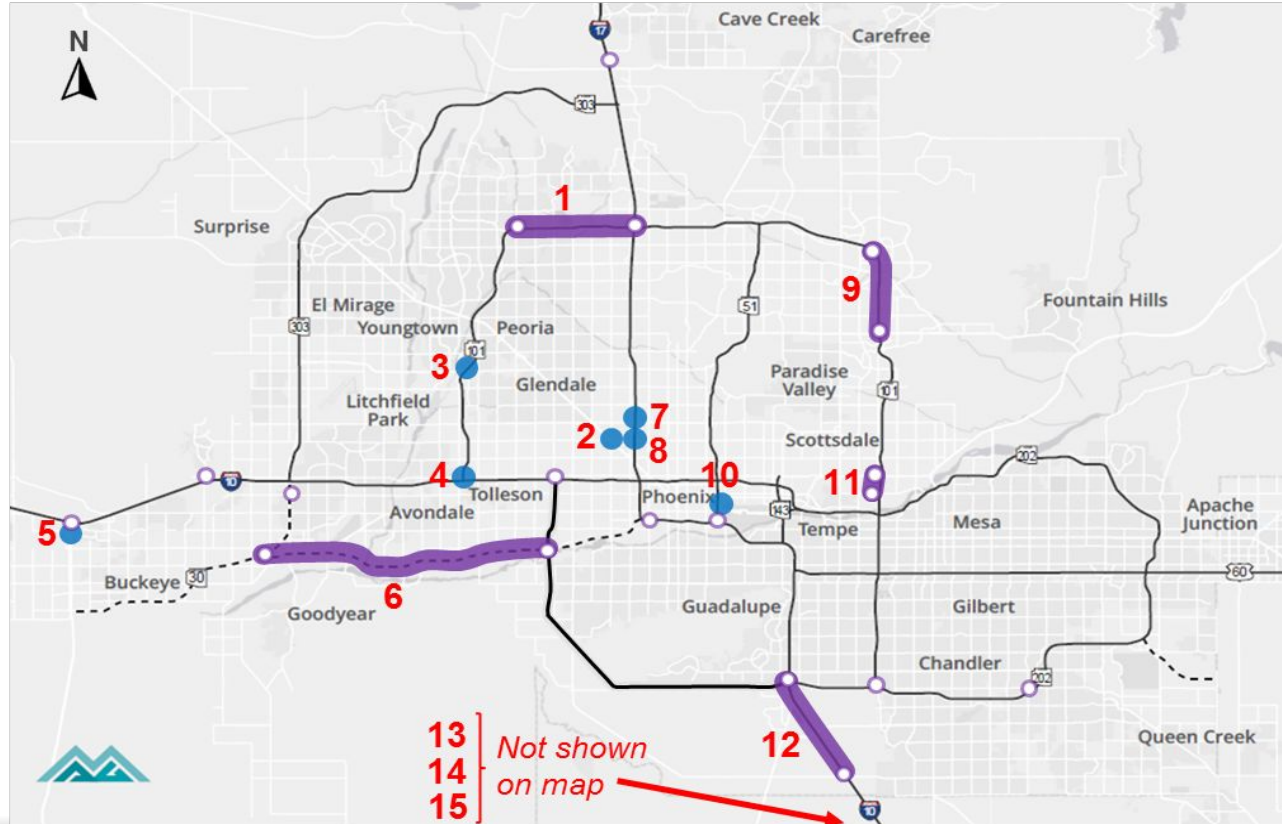 Cave Creek
N
17
Carefree
303
1
Surprise
9
51
Fountain Hills
El Mirage
303
Youngtown
Peoria
101
3
Paradise
Valley
Glendale
101
Litchfield
Park
7
2
8
Scottsdale
202
10
4
10
11
Tolleson
Phoenix
143
Apache
Junction
Avondale
Tempe
Mesa
5
Buckeye
30
60
6
Goodyear
Guadalupe
Gilbert
Chandler
202
13
14
15
Not shown
on map
12
Queen Creek
10